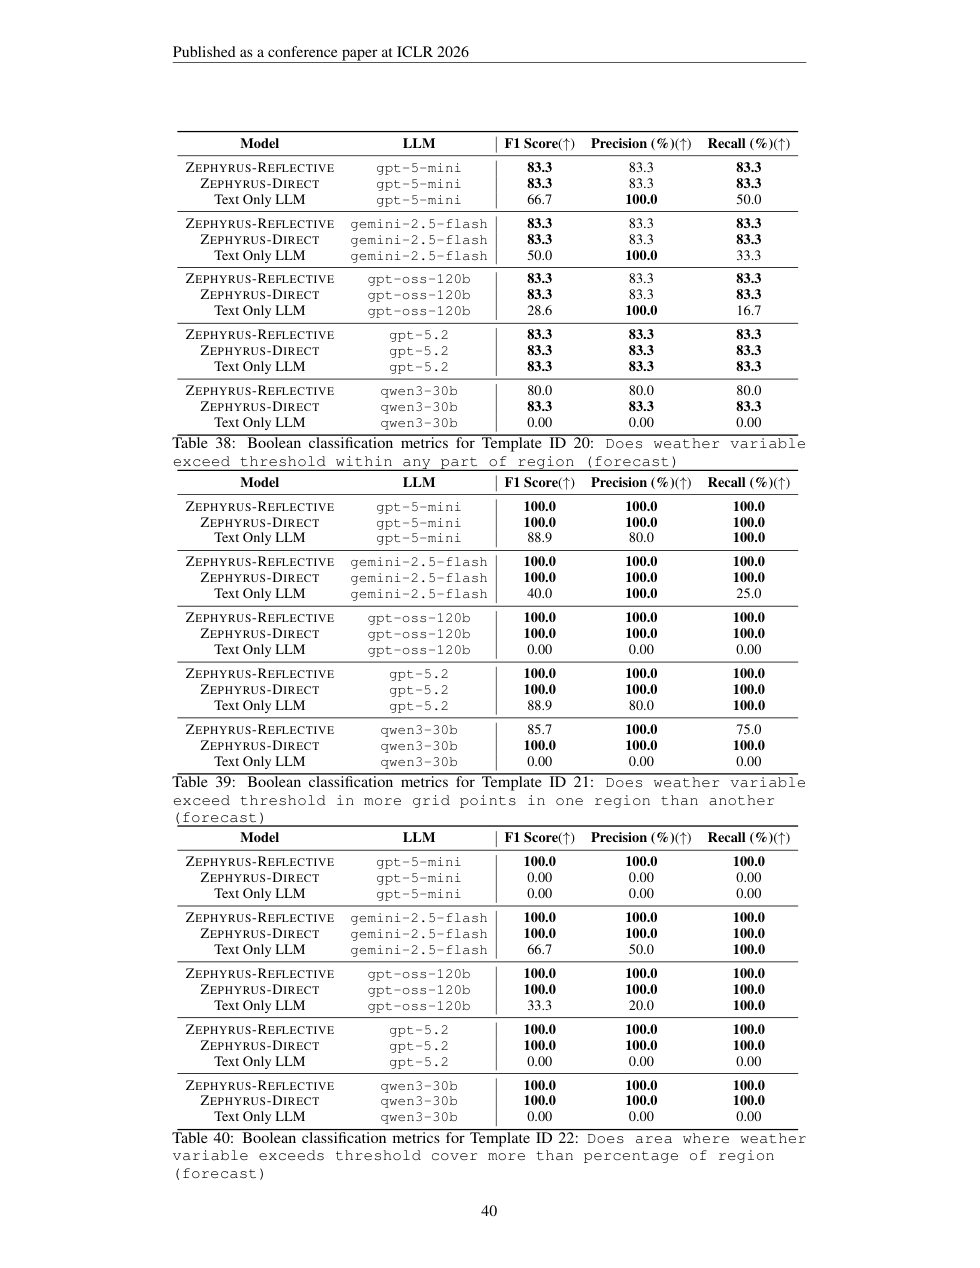 Published as a conference paper at ICLR 2026
Model LLM F1 Score(↑) Precision (%)(↑) Recall (%)(↑)
ZEPHYRUS-REFLECTIVE gpt-5-mini 83.3 83.3 83.3
ZEPHYRUS-DIRECT gpt-5-mini 83.3 83.3 83.3
Text Only LLM gpt-5-mini 66.7 100.0 50.0
ZEPHYRUS-REFLECTIVE gemini-2.5-flash 83.3 83.3 83.3
ZEPHYRUS-DIRECT gemini-2.5-flash 83.3 83.3 83.3
Text Only LLM gemini-2.5-flash 50.0 100.0 33.3
ZEPHYRUS-REFLECTIVE gpt-oss-120b 83.3 83.3 83.3
ZEPHYRUS-DIRECT gpt-oss-120b 83.3 83.3 83.3
Text Only LLM gpt-oss-120b 28.6 100.0 16.7
ZEPHYRUS-REFLECTIVE gpt-5.2 83.3 83.3 83.3
ZEPHYRUS-DIRECT gpt-5.2 83.3 83.3 83.3
Text Only LLM gpt-5.2 83.3 83.3 83.3
ZEPHYRUS-REFLECTIVE qwen3-30b 80.0 80.0 80.0
ZEPHYRUS-DIRECT qwen3-30b 83.3 83.3 83.3
Text Only LLM qwen3-30b 0.00 0.00 0.00
Table 38: Boolean classification metrics for Template ID 20: Does weather variable
exceed threshold within any part of region (forecast)
Model LLM F1 Score(↑) Precision (%)(↑) Recall (%)(↑)
ZEPHYRUS-REFLECTIVE gpt-5-mini 100.0 100.0 100.0
ZEPHYRUS-DIRECT gpt-5-mini 100.0 100.0 100.0
Text Only LLM gpt-5-mini 88.9 80.0 100.0
ZEPHYRUS-REFLECTIVE gemini-2.5-flash 100.0 100.0 100.0
ZEPHYRUS-DIRECT gemini-2.5-flash 100.0 100.0 100.0
Text Only LLM gemini-2.5-flash 40.0 100.0 25.0
ZEPHYRUS-REFLECTIVE gpt-oss-120b 100.0 100.0 100.0
ZEPHYRUS-DIRECT gpt-oss-120b 100.0 100.0 100.0
Text Only LLM gpt-oss-120b 0.00 0.00 0.00
ZEPHYRUS-REFLECTIVE gpt-5.2 100.0 100.0 100.0
ZEPHYRUS-DIRECT gpt-5.2 100.0 100.0 100.0
Text Only LLM gpt-5.2 88.9 80.0 100.0
ZEPHYRUS-REFLECTIVE qwen3-30b 85.7 100.0 75.0
ZEPHYRUS-DIRECT qwen3-30b 100.0 100.0 100.0
Text Only LLM qwen3-30b 0.00 0.00 0.00
Table 39: Boolean classification metrics for Template ID 21: Does weather variable
exceed threshold in more grid points in one region than another
(forecast)
Model LLM F1 Score(↑) Precision (%)(↑) Recall (%)(↑)
ZEPHYRUS-REFLECTIVE gpt-5-mini 100.0 100.0 100.0
ZEPHYRUS-DIRECT gpt-5-mini 0.00 0.00 0.00
Text Only LLM gpt-5-mini 0.00 0.00 0.00
ZEPHYRUS-REFLECTIVE gemini-2.5-flash 100.0 100.0 100.0
ZEPHYRUS-DIRECT gemini-2.5-flash 100.0 100.0 100.0
Text Only LLM gemini-2.5-flash 66.7 50.0 100.0
ZEPHYRUS-REFLECTIVE gpt-oss-120b 100.0 100.0 100.0
ZEPHYRUS-DIRECT gpt-oss-120b 100.0 100.0 100.0
Text Only LLM gpt-oss-120b 33.3 20.0 100.0
ZEPHYRUS-REFLECTIVE gpt-5.2 100.0 100.0 100.0
ZEPHYRUS-DIRECT gpt-5.2 100.0 100.0 100.0
Text Only LLM gpt-5.2 0.00 0.00 0.00
ZEPHYRUS-REFLECTIVE qwen3-30b 100.0 100.0 100.0
ZEPHYRUS-DIRECT qwen3-30b 100.0 100.0 100.0
Text Only LLM qwen3-30b 0.00 0.00 0.00
Table 40: Boolean classification metrics for Template ID 22: Does area where weather
variable exceeds threshold cover more than percentage of region
(forecast)
40